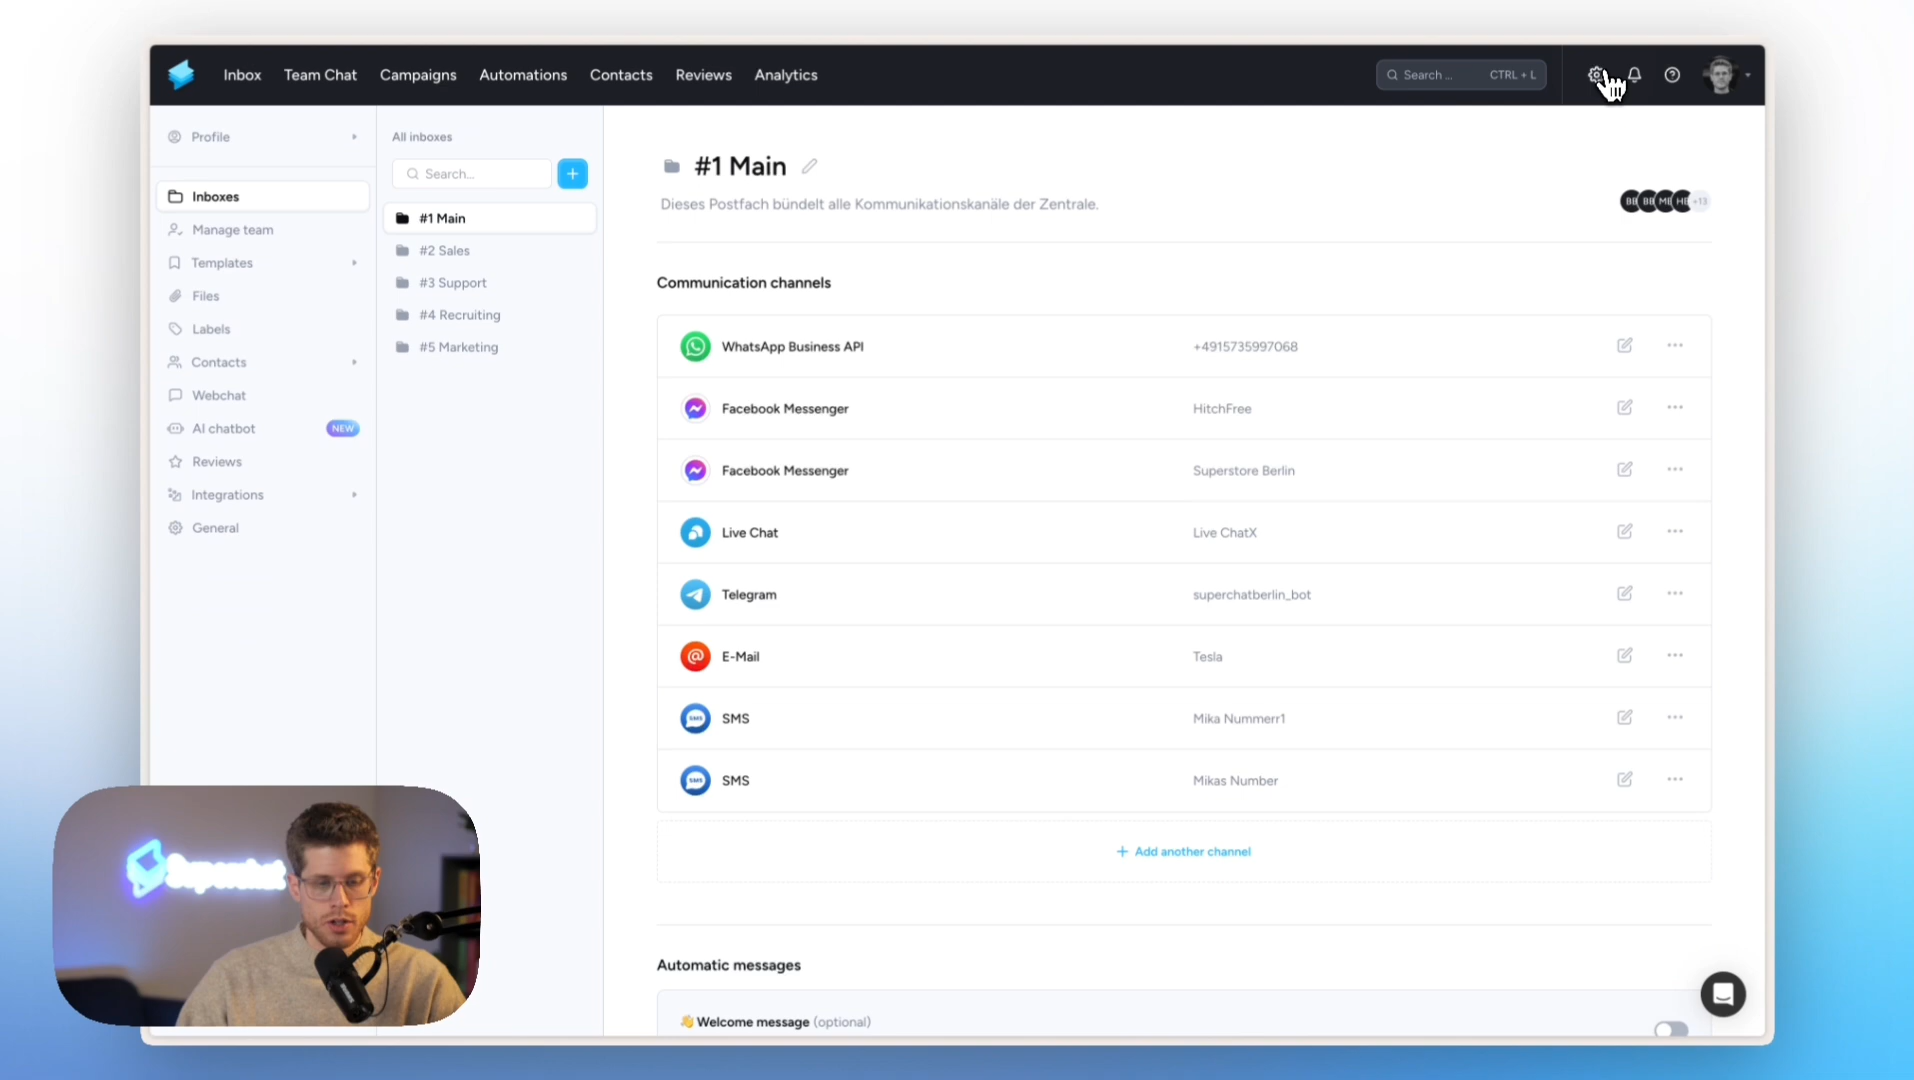 Inbox Team Chat Campaigns Automations Contacts Reviews Analytics
Search ... CTRL + L
Profile
Inboxes
Manage team
Templates
Files
Labels
Contacts
Webchat
AI chatbot NEW
Reviews
Integrations
General
All inboxes
Search...
#1 Main
#2 Sales
#3 Support
#4 Recruiting
#5 Marketing
#1 Main
Dieses Postfach bündelt alle Kommunikationskanäle der Zentrale.
+13
Communication channels
WhatsApp Business API +4915735997068
Facebook Messenger HitchFree
Facebook Messenger Superstore Berlin
Live Chat Live ChatX
Telegram superchatberlin_bot
E-Mail Tesla
SMS Mika Nummerr1
SMS Mikas Number
+ Add another channel
Automatic messages
👋 Welcome message (optional)